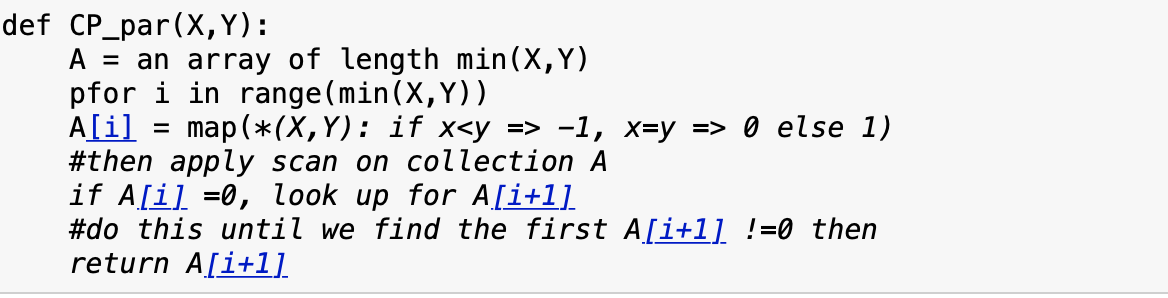 def CP_par(X,Y):
    A = an array of length min(X,Y)
    pfor i in range(min(X,Y))
    A[i] = map(*(X,Y): if x<y => -1, x=y => 0 else 1)
    #then apply scan on collection A
    if A[i] =0, look up for A[i+1]
    #do this until we find the first A[i+1] !=0 then
    return A[i+1]